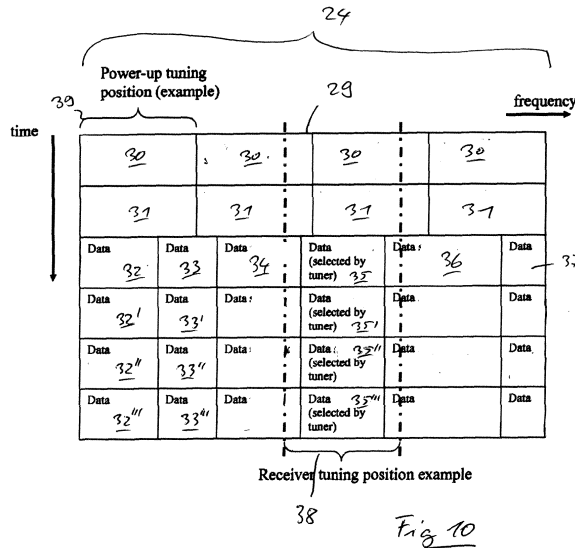 24
Power-up tuning
position (example)
39
29
frequency
time
30 30 30 30
31 31 31 31
Data Data Data Data Data Data
(selected by
tuner)
32 33 34 35 36 37
Data Data Data Data Data Data
(selected by
tuner)
32' 33' 35'
Data Data Data Data Data Data
(selected by
tuner)
32" 33" 35"
Data Data Data Data Data Data
(selected by
tuner)
32''' 33''' 35'''
Receiver tuning position example
38
Fig 10